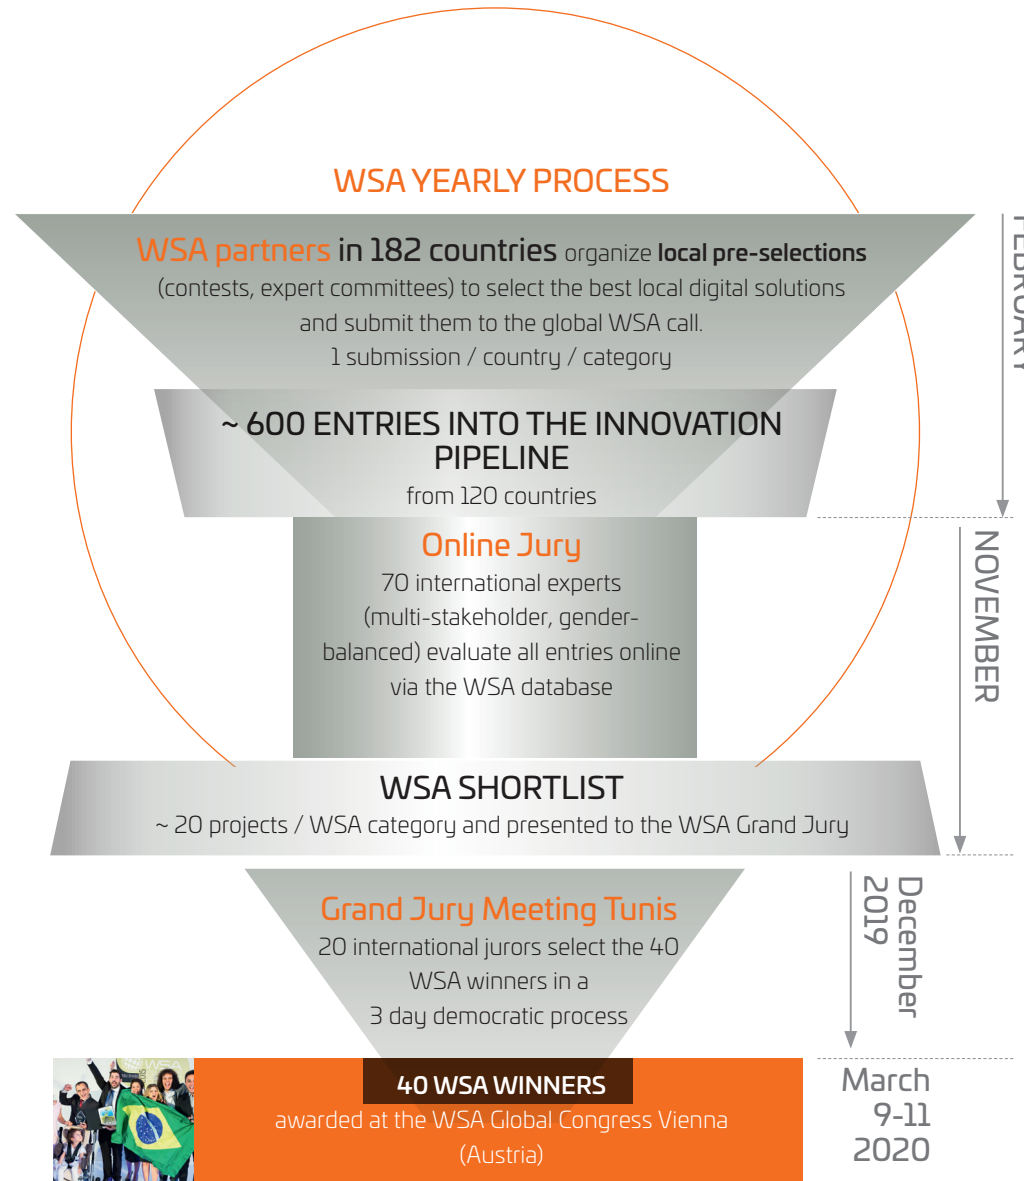 WSA YEARLY PROCESS
WSA partners in 182 countries organize local pre-selections
(contests, expert committees) to select the best local digital solutions
and submit them to the global WSA call.
1 submission / country / category
FEBRUARY
~ 600 ENTRIES INTO THE INNOVATION
PIPELINE
from 120 countries
Online Jury
70 international experts
(multi-stakeholder, gender-
balanced) evaluate all entries online
via the WSA database
NOVEMBER
WSA SHORTLIST
~ 20 projects / WSA category and presented to the WSA Grand Jury
Grand Jury Meeting Tunis
20 international jurors select the 40
WSA winners in a
3 day democratic process
December
2019
40 WSA WINNERS
awarded at the WSA Global Congress Vienna
(Austria)
March
9-11
2020